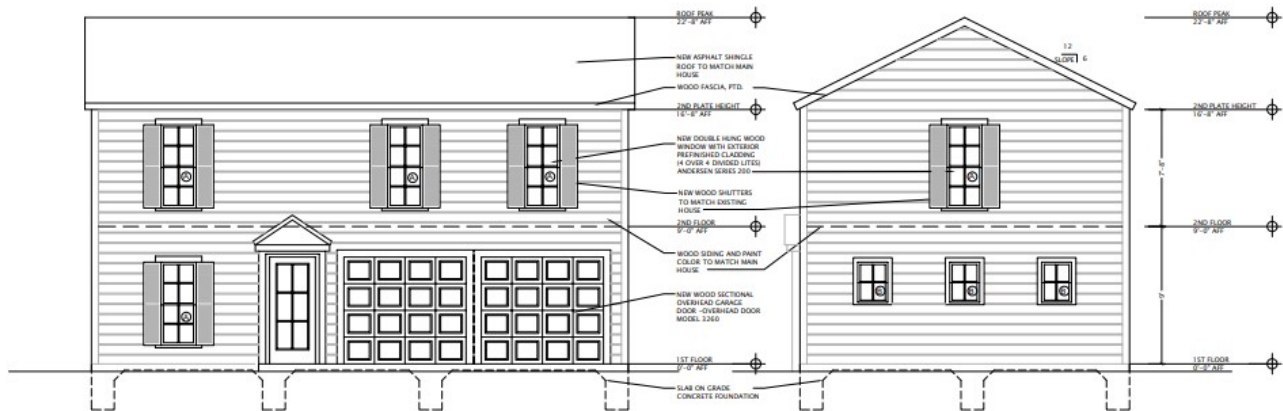 ROOF PEAK
22'-8" AFF
NEW ASPHALT SHINGLE
ROOF TO MATCH MAIN
HOUSE
WOOD FASCIA, PTD.
2ND PLATE HEIGHT
16'-8" AFF
NEW DOUBLE HUNG WOOD
WINDOW WITH EXTERIOR
PREFINISHED CLADDING
(4 OVER 4 DIVIDED LITES)
ANDERSEN SERIES 200
NEW WOOD SHUTTERS
TO MATCH EXISTING
HOUSE
2ND FLOOR
9'-0" AFF
WOOD SIDING AND PAINT
COLOR TO MATCH MAIN
HOUSE
NEW WOOD SECTIONAL
OVERHEAD GARAGE
DOOR -OVERHEAD DOOR
MODEL 3260
1ST FLOOR
0'-0" AFF
SLAB ON GRADE
CONCRETE FOUNDATION
A
A
A
A
12
SLOPE 6
A
ROOF PEAK
22'-8" AFF
2ND PLATE HEIGHT
16'-8" AFF
7'-8"
2ND FLOOR
9'-0" AFF
9'
1ST FLOOR
0'-0" AFF